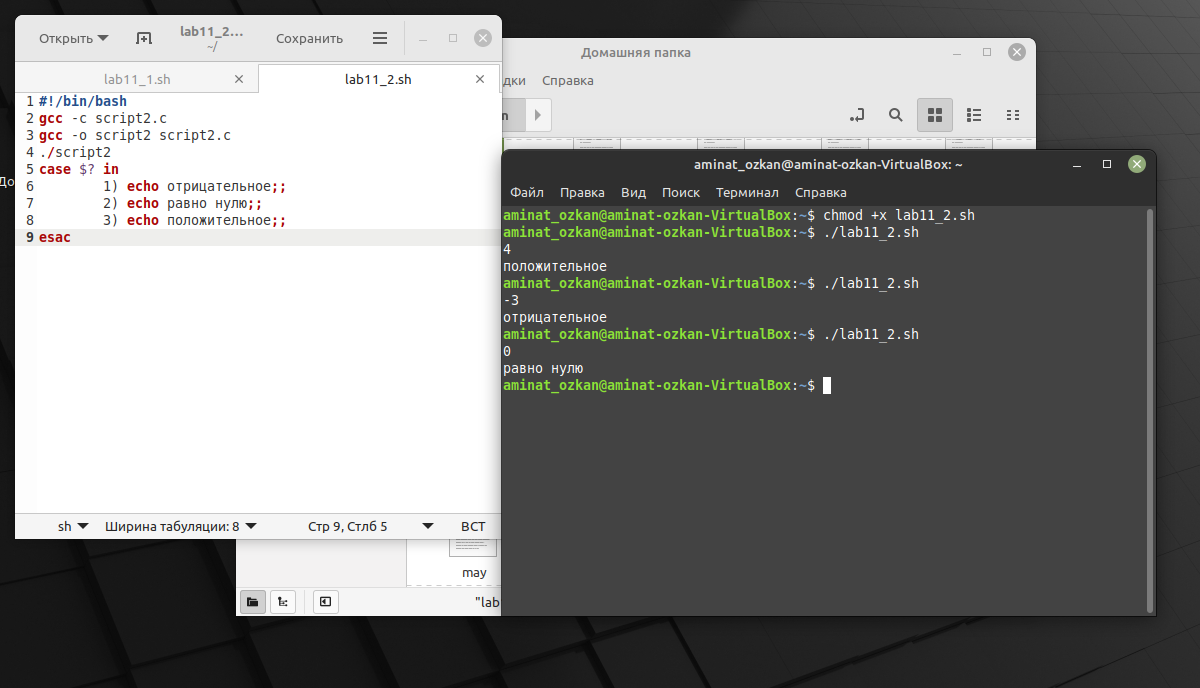 Открыть
lab11_2...
~/
Сохранить
lab11_1.sh
lab11_2.sh
1 #!/bin/bash
2 gcc -c script2.c
3 gcc -o script2 script2.c
4 ./script2
5 case $? in
6 1) echo отрицательное;;
7 2) echo равно нулю;;
8 3) echo положительное;;
9 esac
sh
Ширина табуляции: 8
Стр 9, Стлб 5
ВСТ
До
Домашняя папка
дки Справка
n
aminat_ozkan@aminat-ozkan-VirtualBox: ~
Файл Правка Вид Поиск Терминал Справка
aminat_ozkan@aminat-ozkan-VirtualBox:~$ chmod +x lab11_2.sh
aminat_ozkan@aminat-ozkan-VirtualBox:~$ ./lab11_2.sh
4
положительное
aminat_ozkan@aminat-ozkan-VirtualBox:~$ ./lab11_2.sh
-3
отрицательное
aminat_ozkan@aminat-ozkan-VirtualBox:~$ ./lab11_2.sh
0
равно нулю
aminat_ozkan@aminat-ozkan-VirtualBox:~$
may
"lab